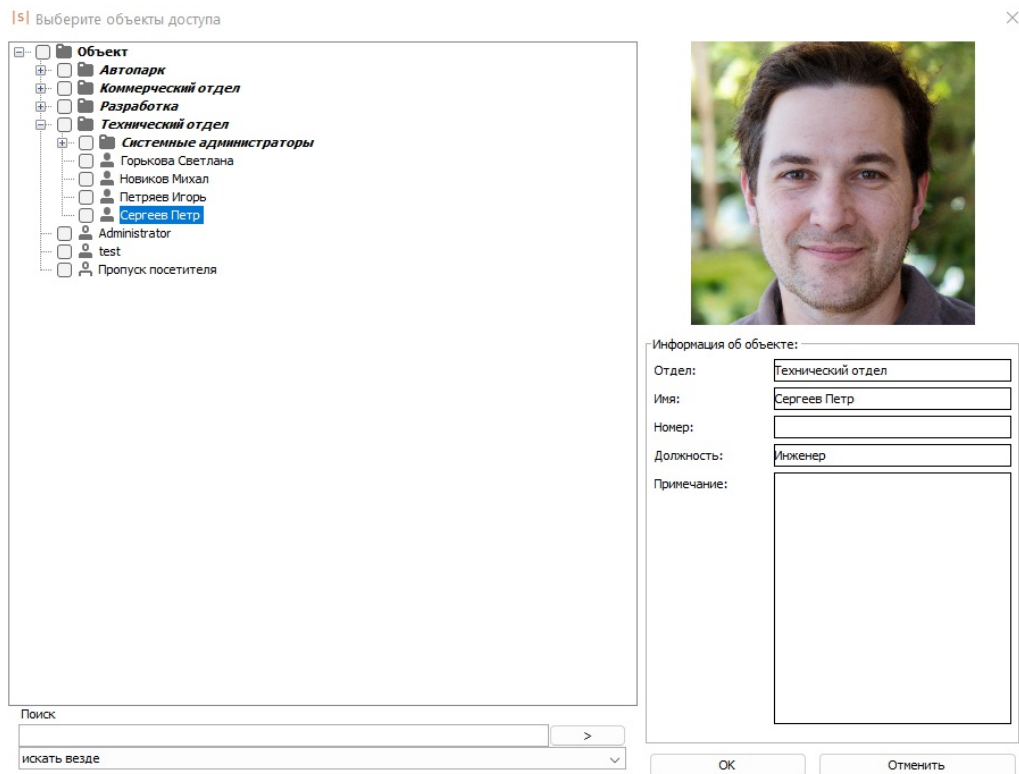 |S| Выберите объекты доступа
Объект
Автопарк
Коммерческий отдел
Разработка
Технический отдел
Системные администраторы
Горькова Светлана
Новиков Михал
Петряев Игорь
Сергеев Петр
Administrator
test
Пропуск посетителя
Информация об объекте:
Отдел: Технический отдел
Имя: Сергеев Петр
Номер:
Должность: Инженер
Примечание:
Поиск
>
искать везде
ОК Отменить